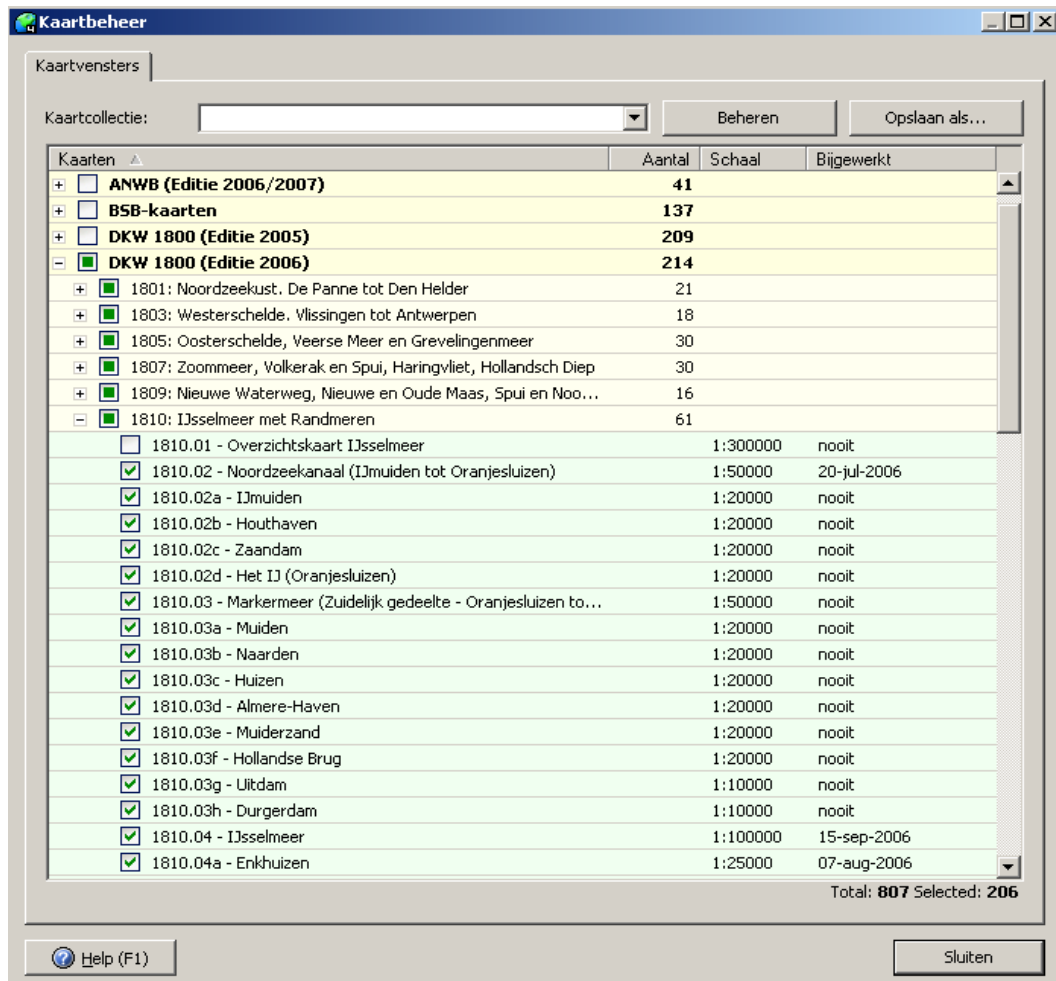 Kaartbeheer
Kaartvensters
Kaartcollectie: Beheren Opslaan als...
Kaarten Aantal Schaal Bijgewerkt
ANWB (Editie 2006/2007) 41
BSB-kaarten 137
DKW 1800 (Editie 2005) 209
DKW 1800 (Editie 2006) 214
1801: Noordzeekust. De Panne tot Den Helder 21
1803: Westerschelde. Vlissingen tot Antwerpen 18
1805: Oosterschelde, Veerse Meer en Grevelingenmeer 30
1807: Zoommeer, Volkerak en Spui, Haringvliet, Hollandsch Diep 30
1809: Nieuwe Waterweg, Nieuwe en Oude Maas, Spui en Noo... 16
1810: IJsselmeer met Randmeren 61
1810.01 - Overzichtskaart IJsselmeer 1:300000 nooit
1810.02 - Noordzeekanaal (IJmuiden tot Oranjesluizen) 1:50000 20-jul-2006
1810.02a - IJmuiden 1:20000 nooit
1810.02b - Houthaven 1:20000 nooit
1810.02c - Zaandam 1:20000 nooit
1810.02d - Het IJ (Oranjesluizen) 1:20000 nooit
1810.03 - Markermeer (Zuidelijk gedeelte - Oranjesluizen to... 1:50000 nooit
1810.03a - Muiden 1:20000 nooit
1810.03b - Naarden 1:20000 nooit
1810.03c - Huizen 1:20000 nooit
1810.03d - Almere-Haven 1:20000 nooit
1810.03e - Muiderzand 1:20000 nooit
1810.03f - Hollandse Brug 1:20000 nooit
1810.03g - Uitdam 1:10000 nooit
1810.03h - Durgerdam 1:10000 nooit
1810.04 - IJsselmeer 1:100000 15-sep-2006
1810.04a - Enkhuizen 1:25000 07-aug-2006
Total: 807 Selected: 206
Help (F1) Sluiten